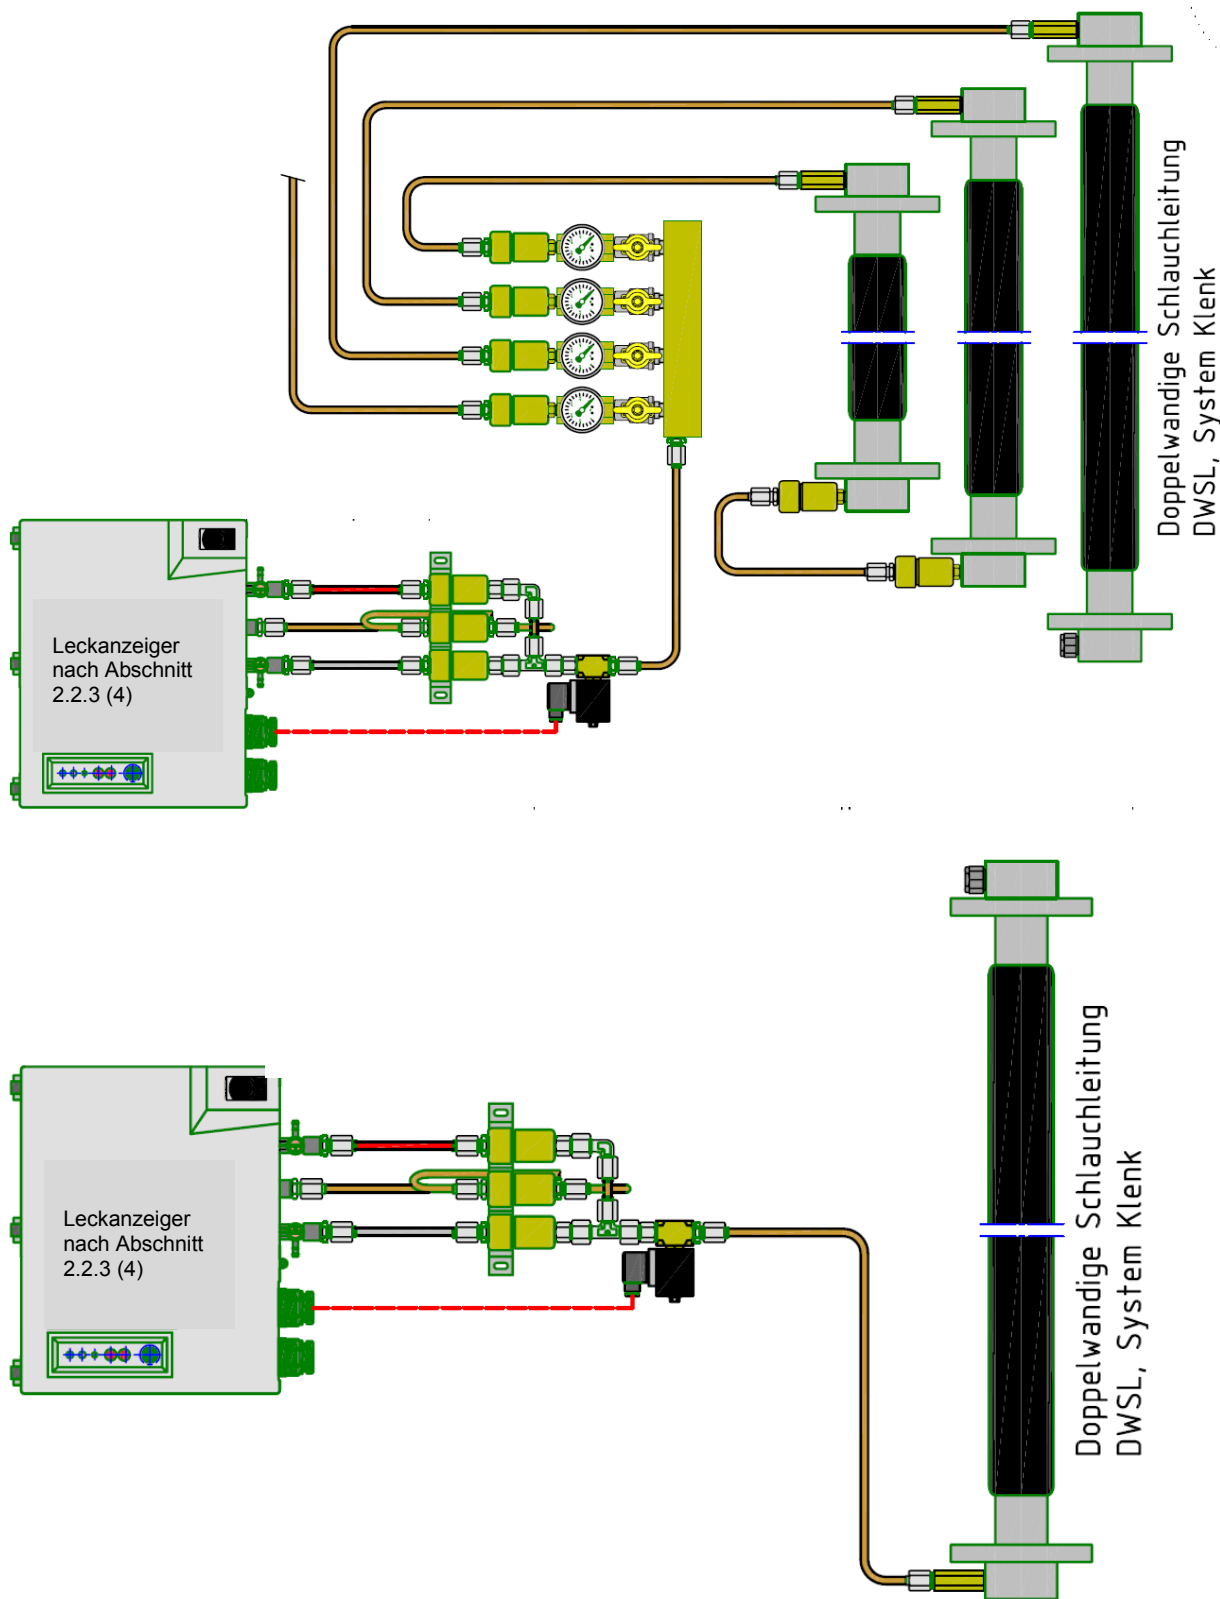 Doppelwandige Schlauchleitung
DWSL, System Klenk
Leckanzeiger
nach Abschnitt
2.2.3 (4)
Doppelwandige Schlauchleitung
DWSL, System Klenk
Leckanzeiger
nach Abschnitt
2.2.3 (4)